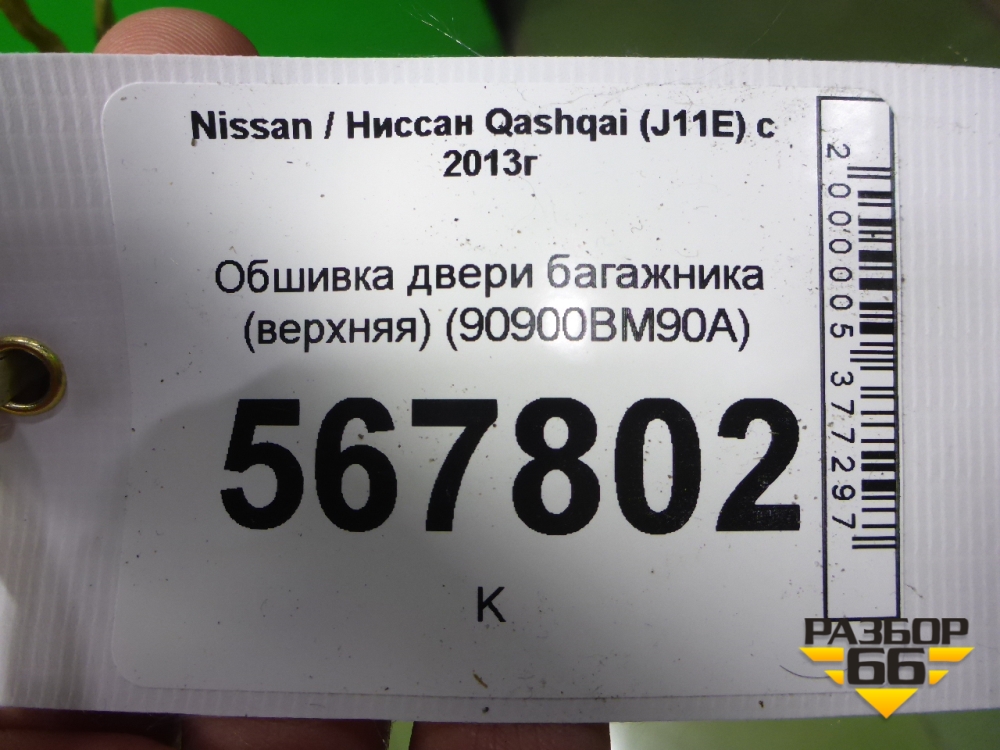 Nissan / Ниссан Qashqai (J11E) с
2013г
Обшивка двери багажника
(верхняя) (90900BM90A)
567802
К
2000005377297
РАЗБОР
66